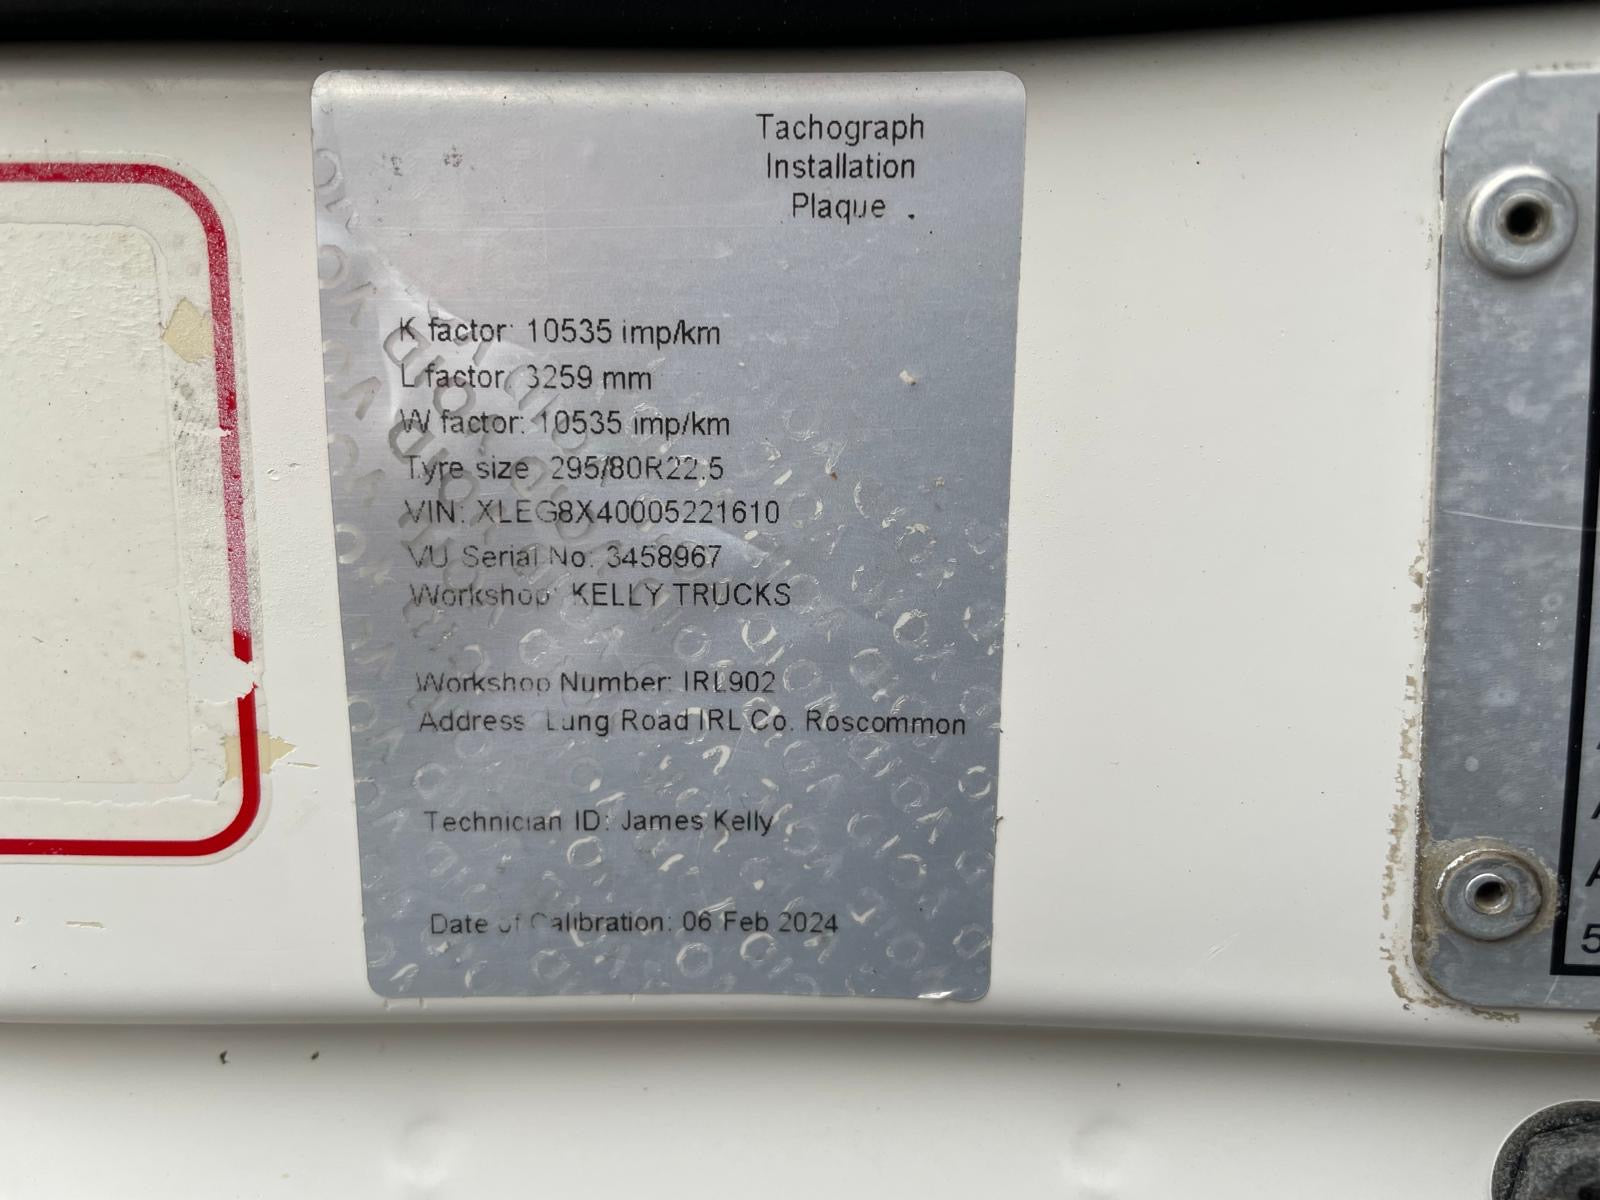 Tachograph
Installation
Plaque
K factor: 10535 imp/km
L factor: 3259 mm
W factor: 10535 imp/km
Tyre size 295/80R22.5
VIN: XLEG8X40005221610
VU Serial No: 3458967
Workshop: KELLY TRUCKS
Workshop Number: IRL902
Address: Lung Road IRL Co. Roscommon
Technician ID: James Kelly
Date of Calibration: 06 Feb 2024